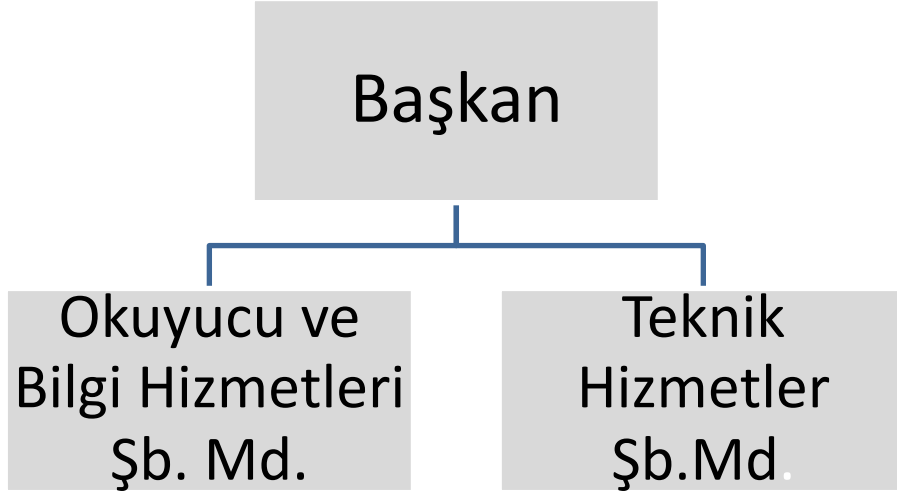 Başkan
Okuyucu ve
Bilgi Hizmetleri
Şb. Md.
Teknik
Hizmetler
Şb.Md.